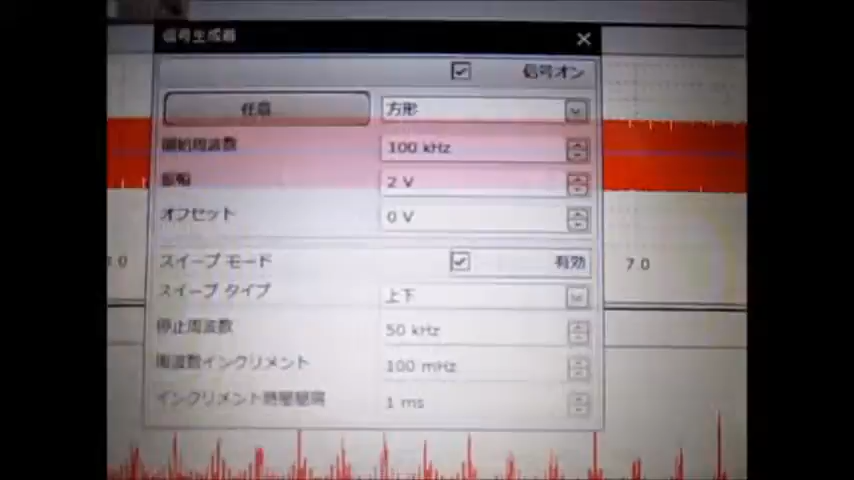 信号生成器
信号オン
任意 方形
開始周波数 100 kHz
振幅 2 V
オフセット 0 V
スイープ モード 有効
スイープ タイプ 上下
停止周波数 50 kHz
周波数インクリメント 100 mHz
インクリメント時間間隔 1 ms
7.0